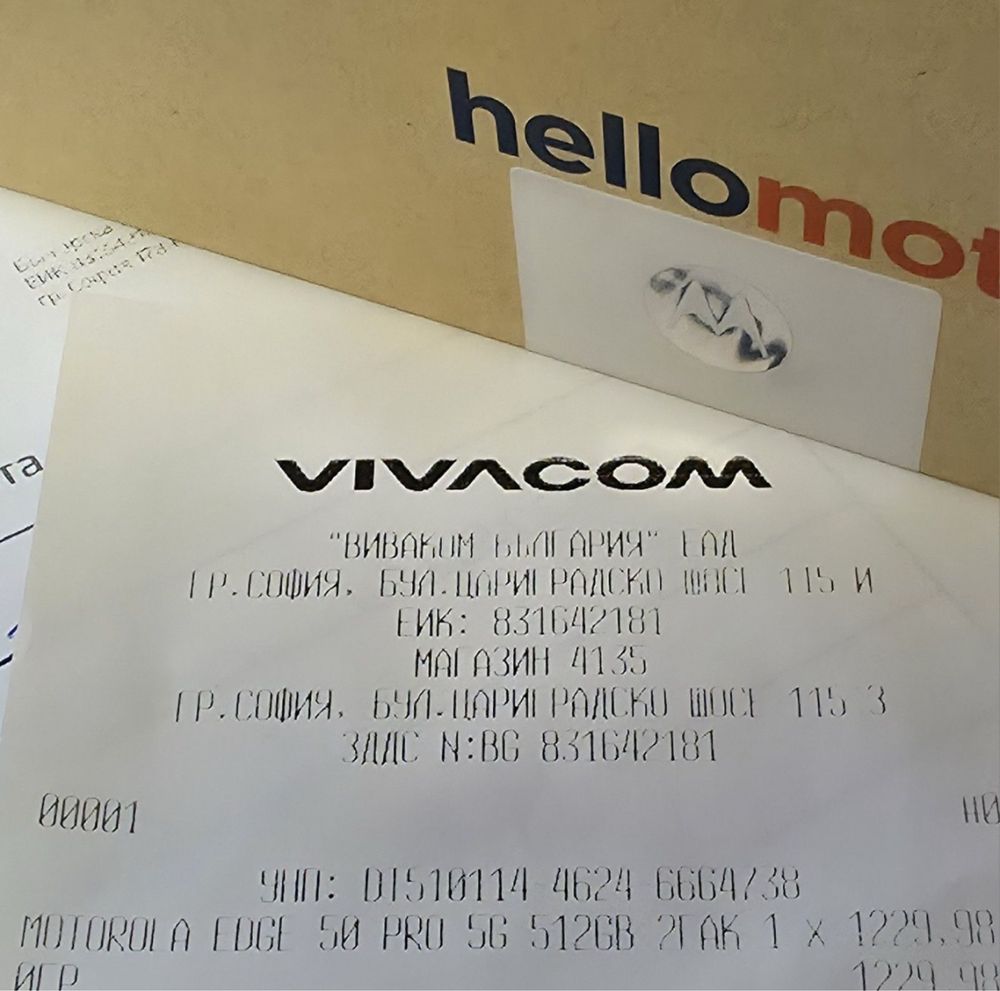 hellomot
та
VIVACOM
"ВИВАКОМ БЪЛГАРИЯ" ЕАД
ГР.СОФИЯ, БУЛ.ЦАРИГРАДСКО ШОСЕ 115 И
ЕИК: 831642181
МАГАЗИН 4135
ГР.СОФИЯ, БУЛ.ЦАРИГРАДСКО ШОСЕ 115 З
ЗДДС N:BG 831642181
00001
УНП: DT510114-4624-6664738
MOTOROLA EDGE 50 PRO 5G 512GB 2ГАК 1 x 1229,98
1229,98